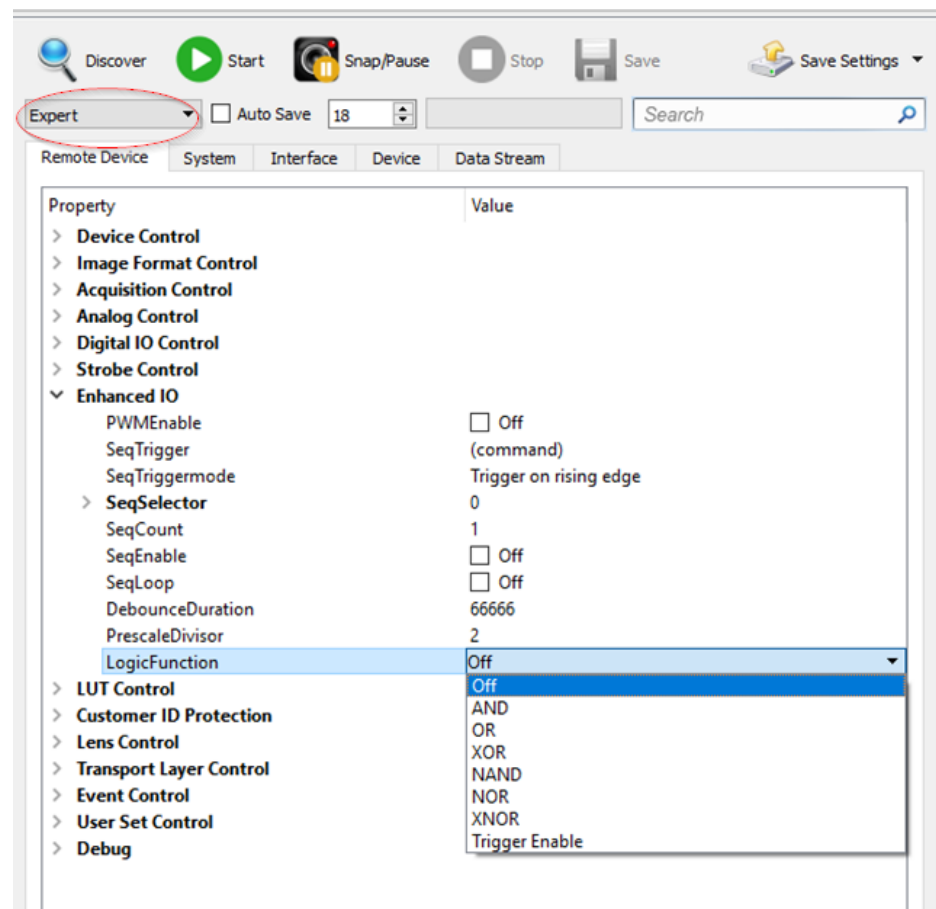 Discover Start Snap/Pause Stop Save Save Settings
Expert Auto Save 18 Search
Remote Device System Interface Device Data Stream
Property Value
Device Control
Image Format Control
Acquisition Control
Analog Control
Digital IO Control
Strobe Control
Enhanced IO
PWMEnable Off
SeqTrigger (command)
SeqTriggermode Trigger on rising edge
SeqSelector 0
SeqCount 1
SeqEnable Off
SeqLoop Off
DebounceDuration 66666
PrescaleDivisor 2
LogicFunction Off
LUT Control Off
Customer ID Protection AND
Lens Control OR
XOR
Transport Layer Control NAND
Event Control NOR
User Set Control XNOR
Debug Trigger Enable